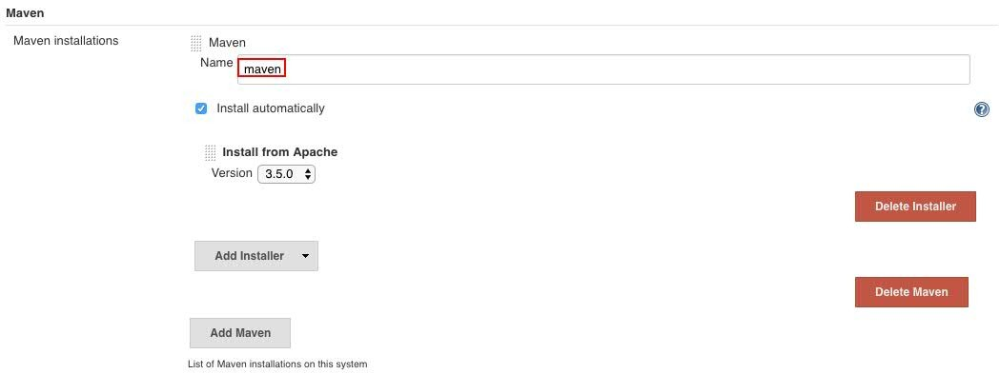 Maven
Maven installations
Maven
Name maven
Install automatically
?
Install from Apache
Version 3.5.0
Delete Installer
Add Installer
Delete Maven
Add Maven
List of Maven installations on this system